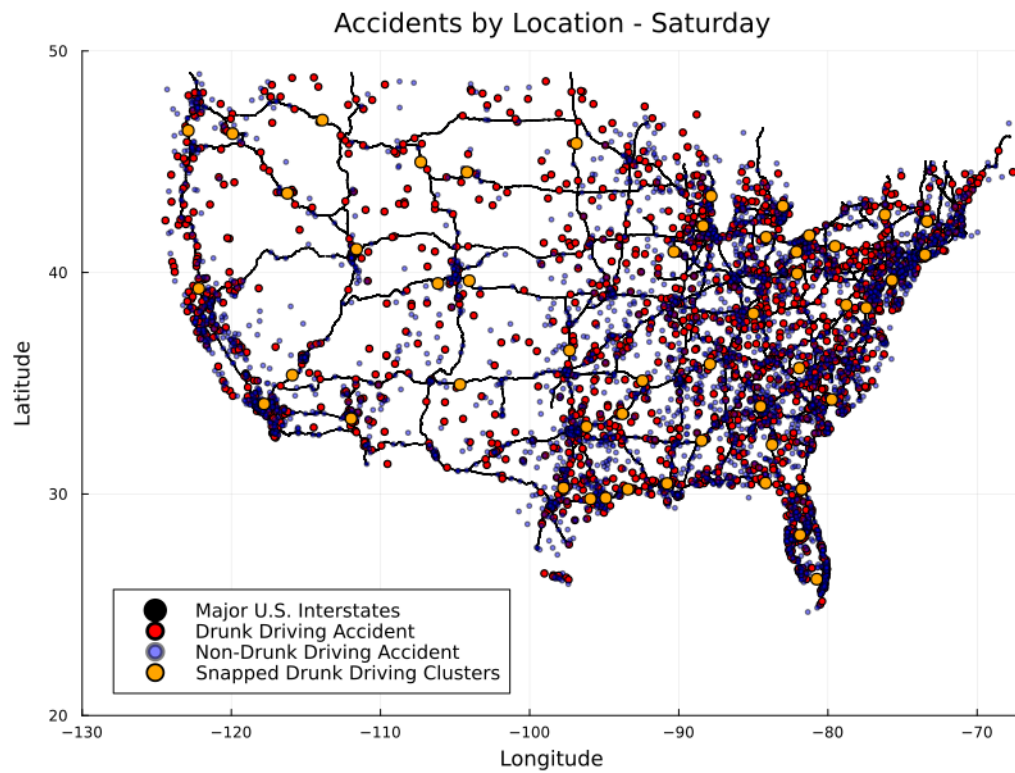 Accidents by Location - Saturday
Latitude
50
40
30
20
Major U.S. Interstates
Drunk Driving Accident
Non-Drunk Driving Accident
Snapped Drunk Driving Clusters
−130 −120 −110 −100 −90 −80 −70
Longitude